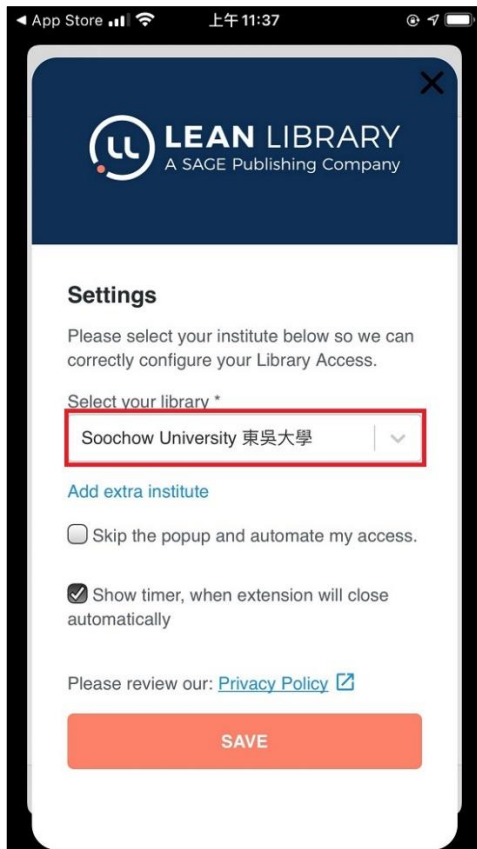 App Store 上午11:37
LEAN LIBRARY
A SAGE Publishing Company
Settings
Please select your institute below so we can
correctly configure your Library Access.
Select your library *
Soochow University 東吳大學
Add extra institute
Skip the popup and automate my access.
Show timer, when extension will close
automatically
Please review our: Privacy Policy
SAVE